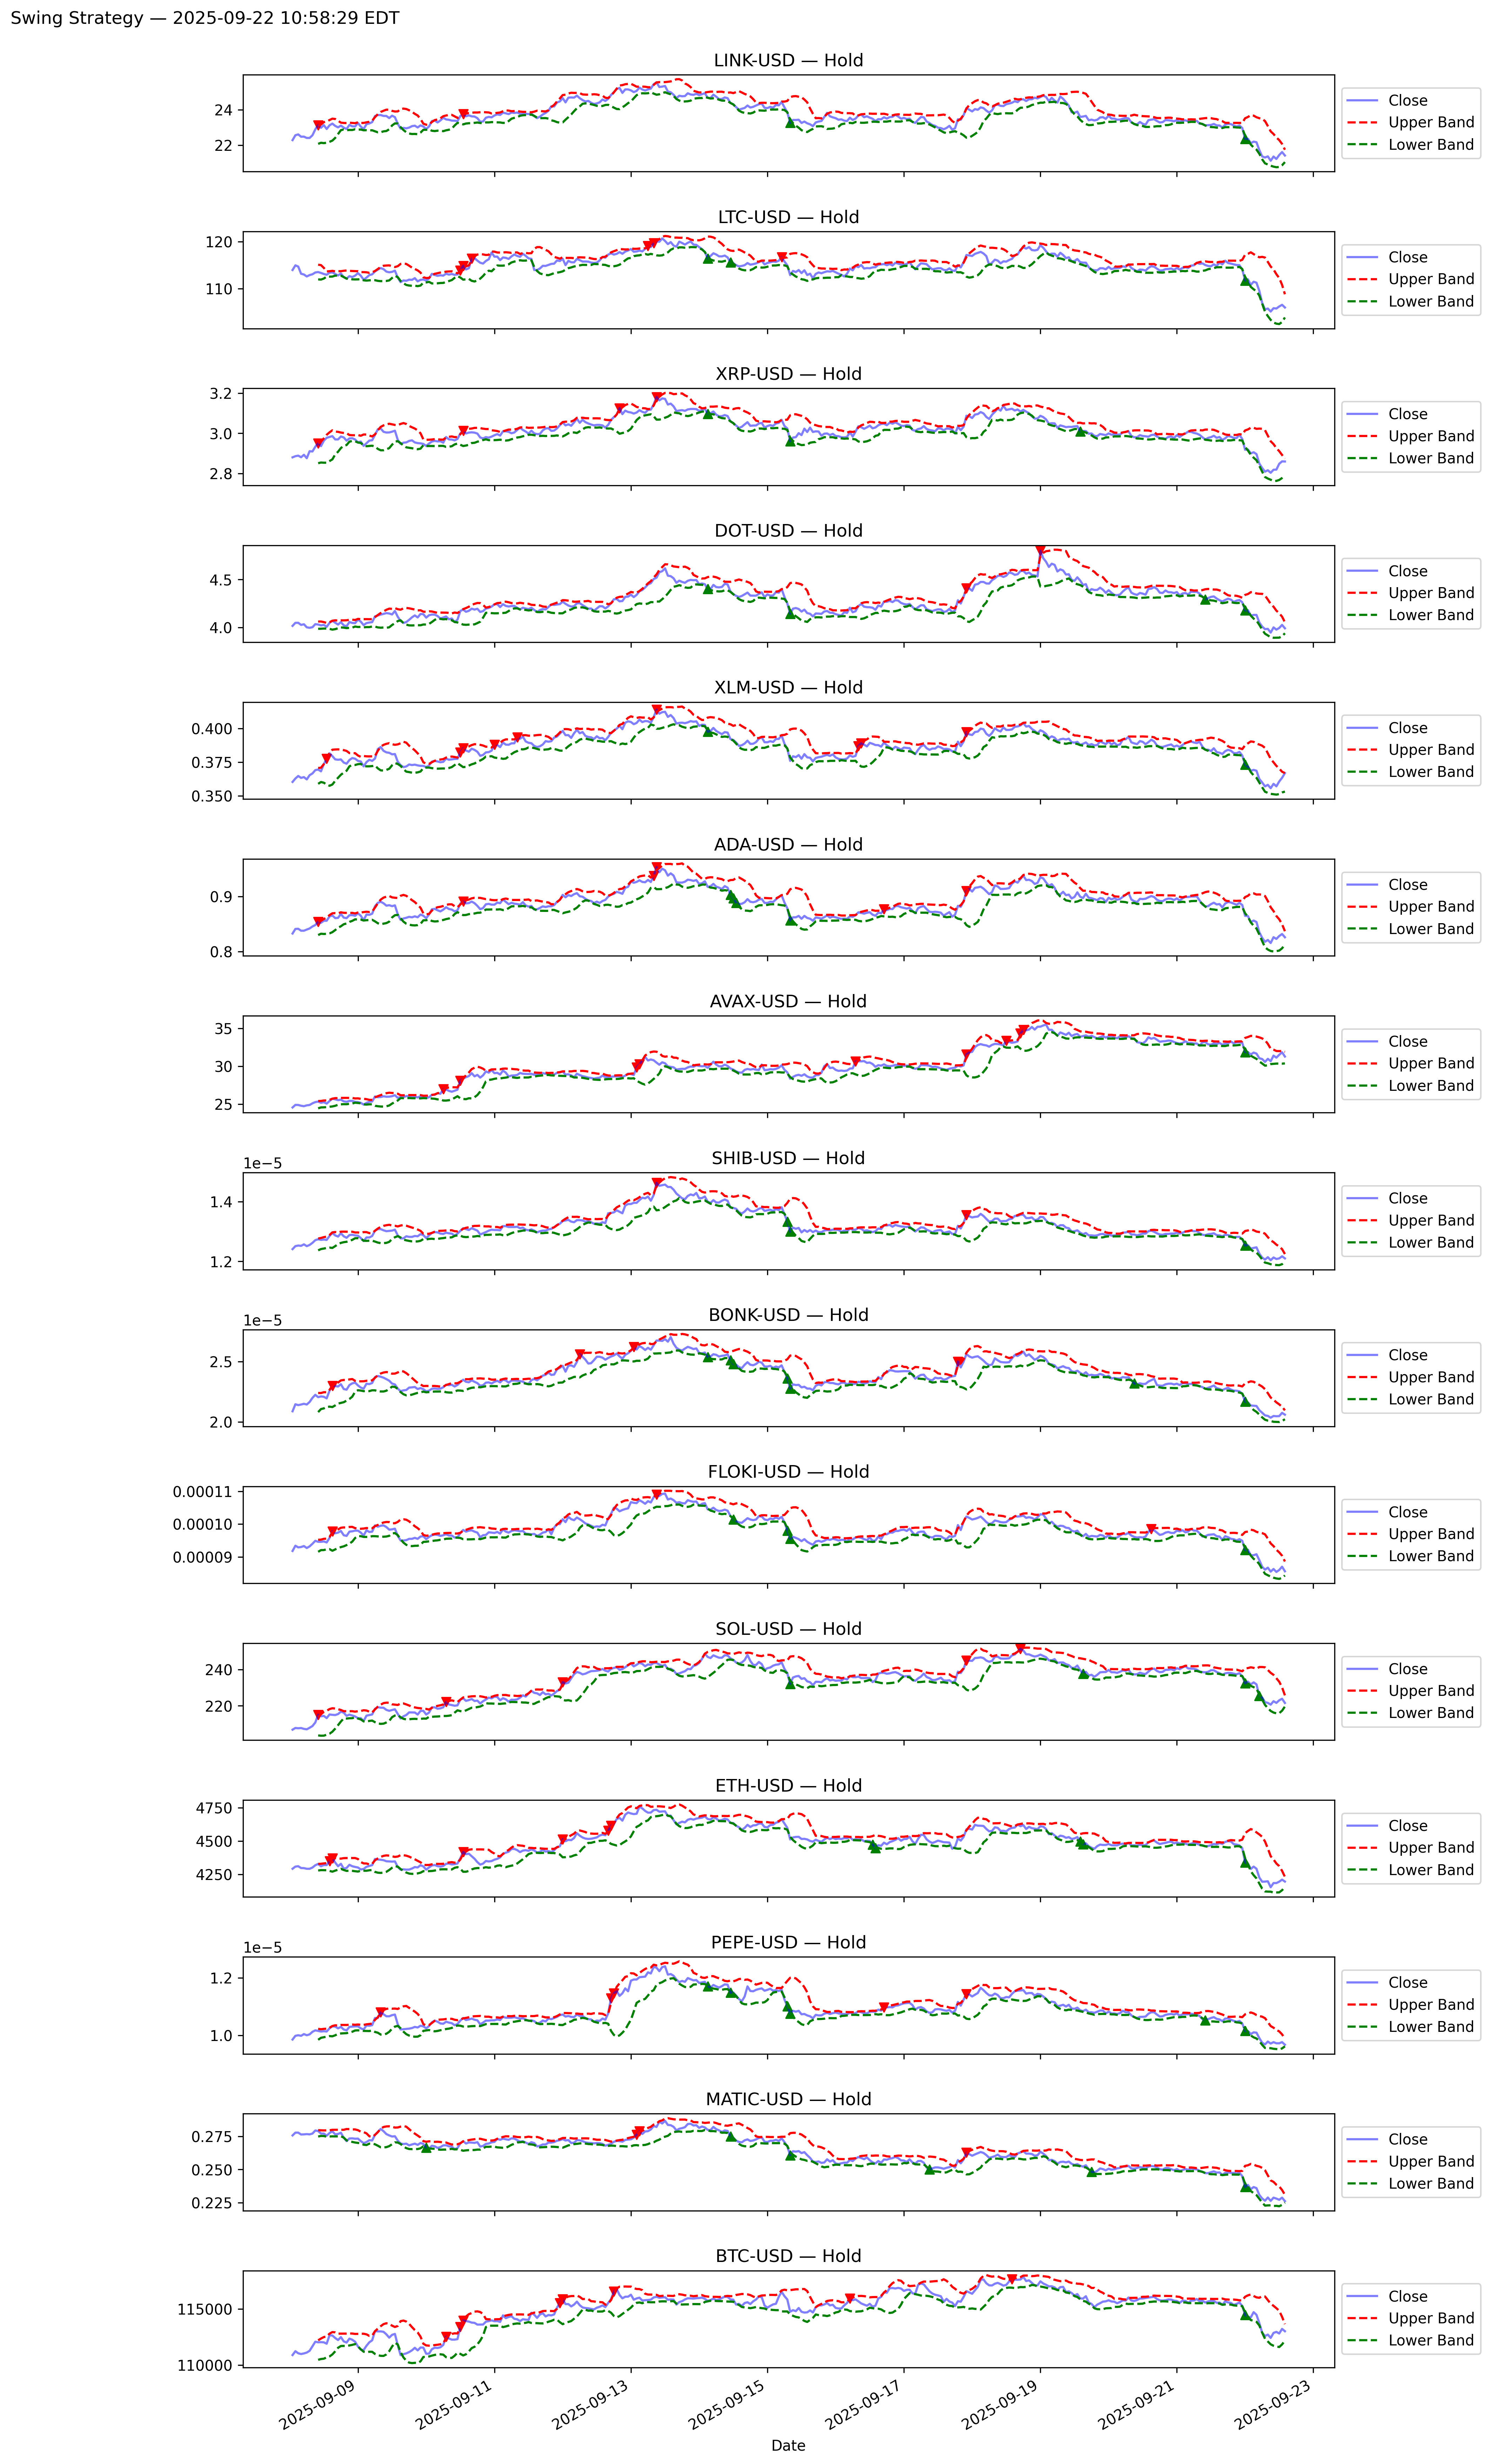 Swing Strategy — 2025-09-22 10:58:29 EDT
LINK-USD — Hold
24
22
Close
Upper Band
Lower Band
LTC-USD — Hold
120
110
Close
Upper Band
Lower Band
XRP-USD — Hold
3.2
3.0
2.8
Close
Upper Band
Lower Band
DOT-USD — Hold
4.5
4.0
Close
Upper Band
Lower Band
XLM-USD — Hold
0.400
0.375
0.350
Close
Upper Band
Lower Band
ADA-USD — Hold
0.9
0.8
Close
Upper Band
Lower Band
AVAX-USD — Hold
35
30
25
Close
Upper Band
Lower Band
SHIB-USD — Hold
1e−5
1.4
1.2
Close
Upper Band
Lower Band
BONK-USD — Hold
1e−5
2.5
2.0
Close
Upper Band
Lower Band
FLOKI-USD — Hold
0.00011
0.00010
0.00009
Close
Upper Band
Lower Band
SOL-USD — Hold
240
220
Close
Upper Band
Lower Band
ETH-USD — Hold
4750
4500
4250
Close
Upper Band
Lower Band
PEPE-USD — Hold
1e−5
1.2
1.0
Close
Upper Band
Lower Band
MATIC-USD — Hold
0.275
0.250
0.225
Close
Upper Band
Lower Band
BTC-USD — Hold
115000
110000
Close
Upper Band
Lower Band
2025-09-09
2025-09-11
2025-09-13
2025-09-15
2025-09-17
2025-09-19
2025-09-21
2025-09-23
Date